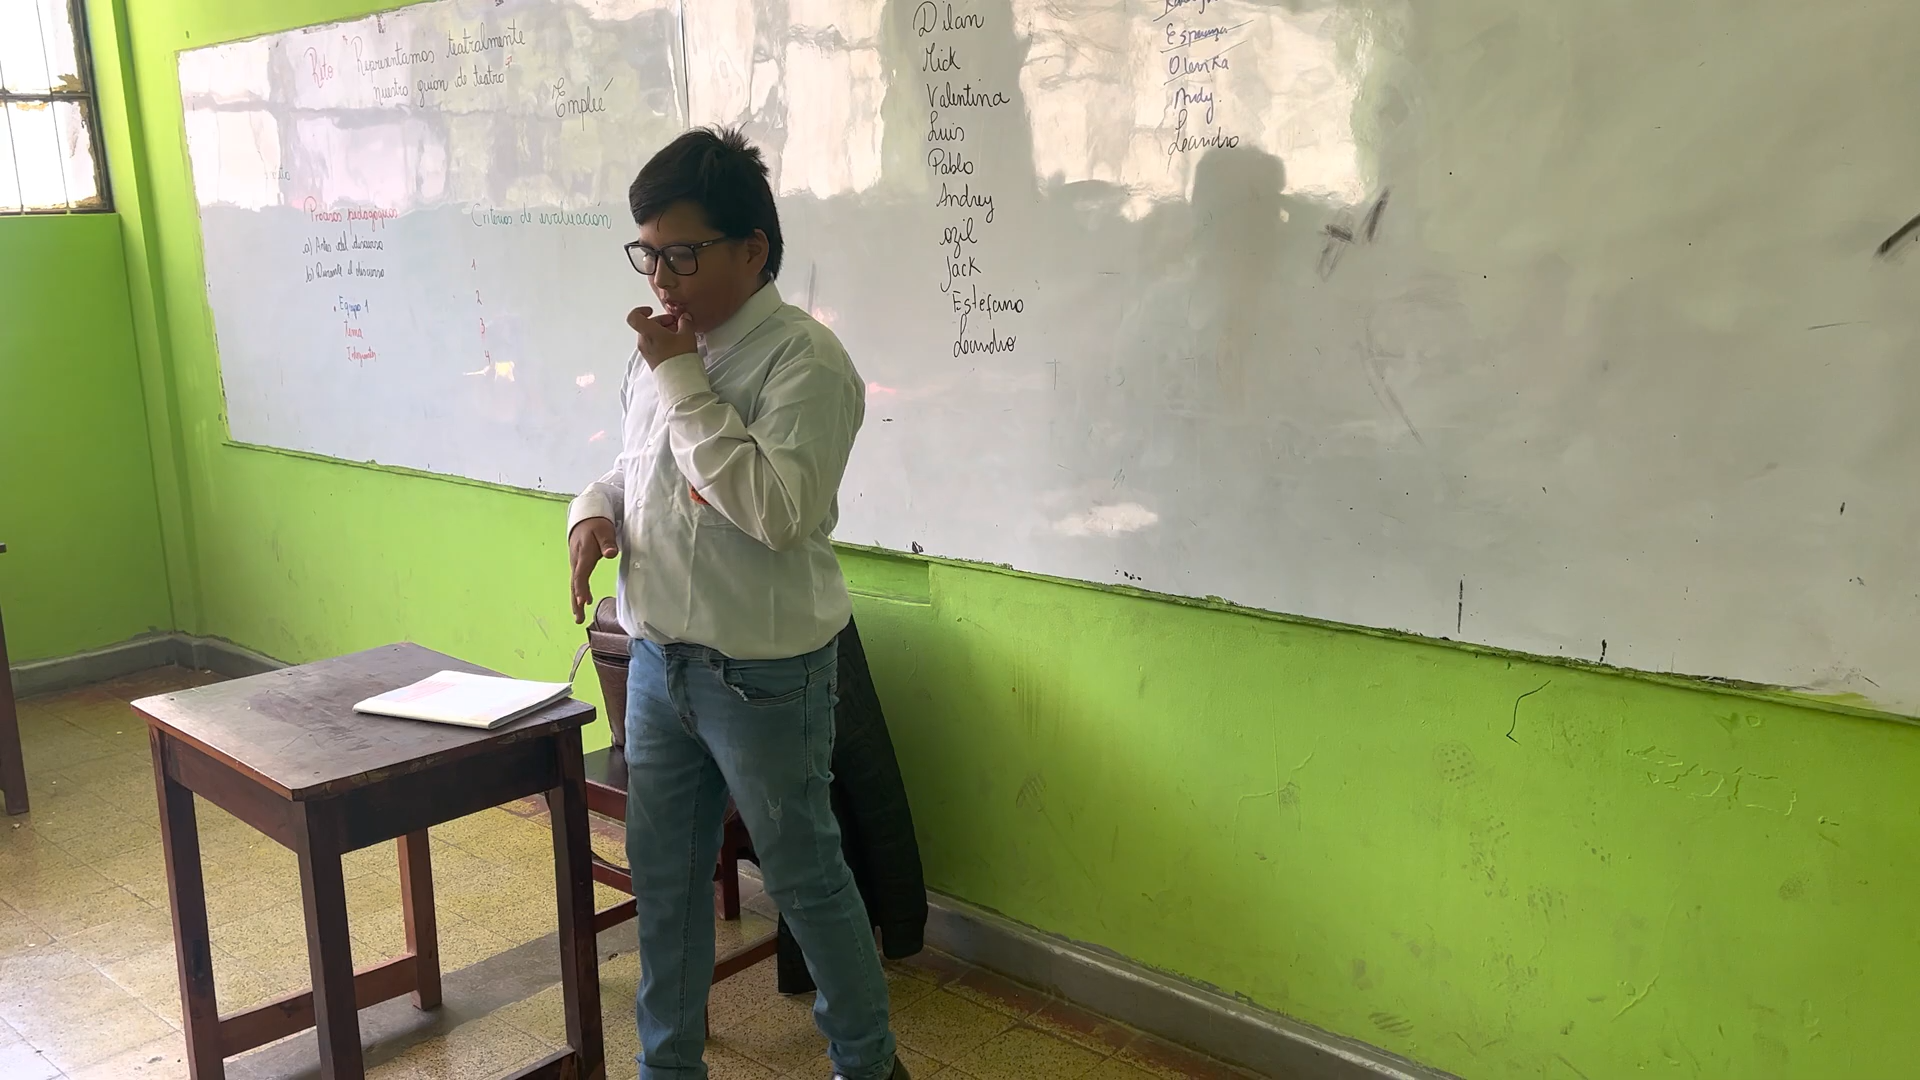 Reto Representamos teatralmente
nuestro guion de teatro"
Emplié
Procesos pedagógicos
a) Antes del discurso
b) Durante el discurso
• Equipo 1
Tema
Integrantes
Criterios de evaluación
1
2
3
4
Dilan
Mick
Valentina
Luis
Pablo
Andrey
Ozil
Jack
Estefano
Leandro
Esperanza
Olenka
Andy.
Leandro